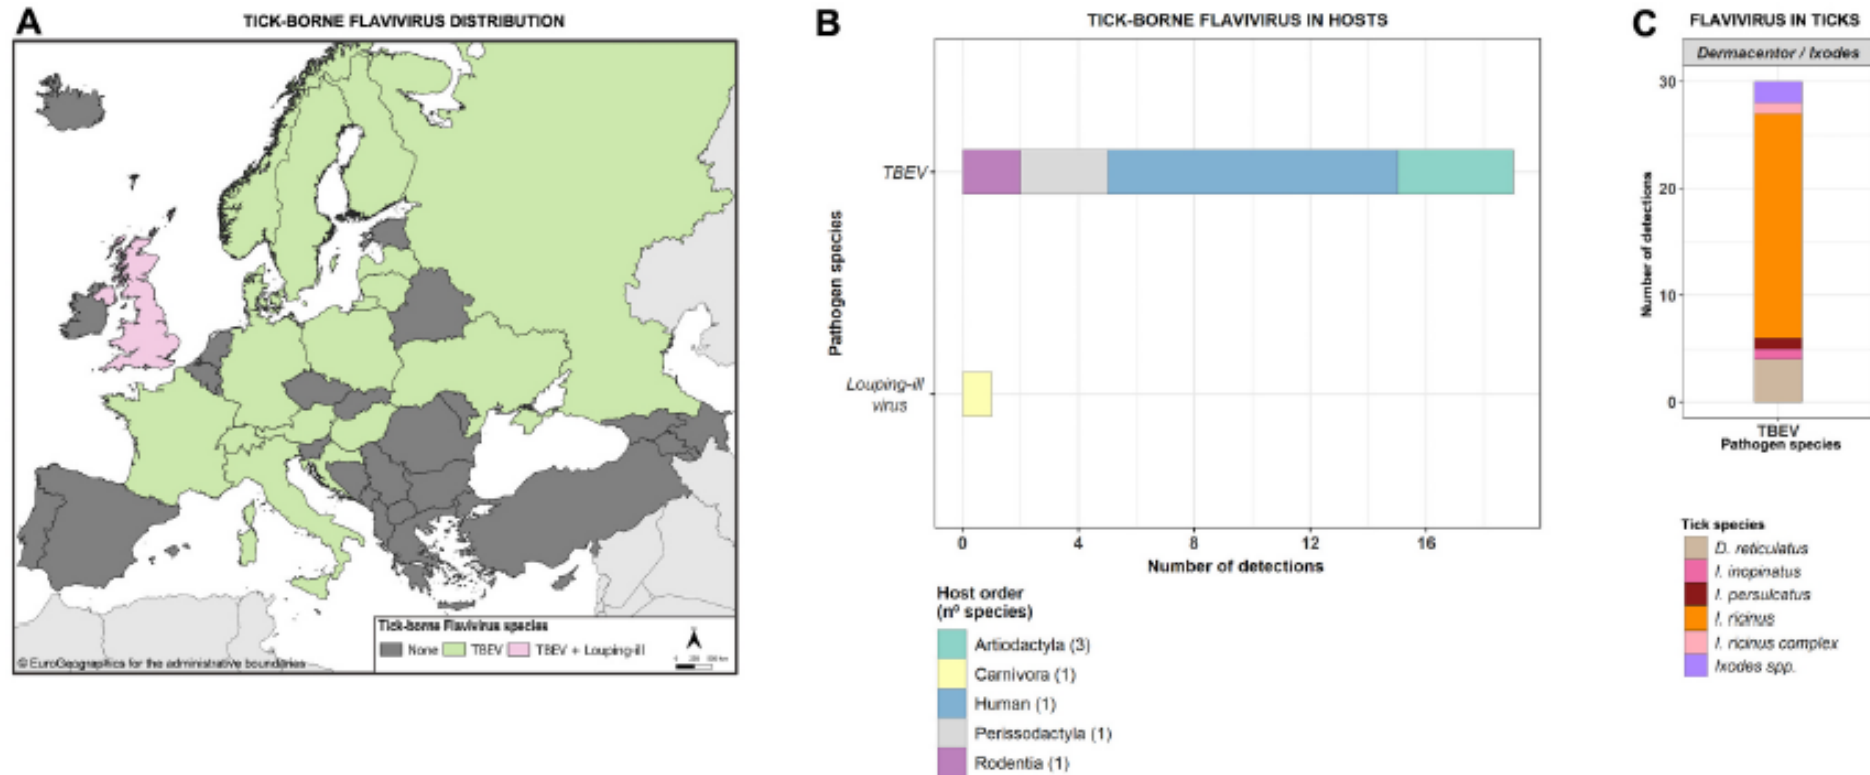 A
TICK-BORNE FLAVIVIRUS DISTRIBUTION
Tick-borne Flavivirus species
None
TBEV
TBEV + Louping-ill
© EuroGeographics for the administrative boundaries
N
B
TICK-BORNE FLAVIVIRUS IN HOSTS
Pathogen species
TBEV
Louping-ill
virus
0 4 8 12 16
Number of detections
Host order
(nº species)
Artiodactyla (3)
Carnivora (1)
Human (1)
Perissodactyla (1)
Rodentia (1)
C
FLAVIVIRUS IN TICKS
Dermacentor / Ixodes
Number of detections
30
20
10
0
TBEV
Pathogen species
Tick species
D. reticulatus
I. inopinatus
I. persulcatus
I. ricinus
I. ricinus complex
Ixodes spp.